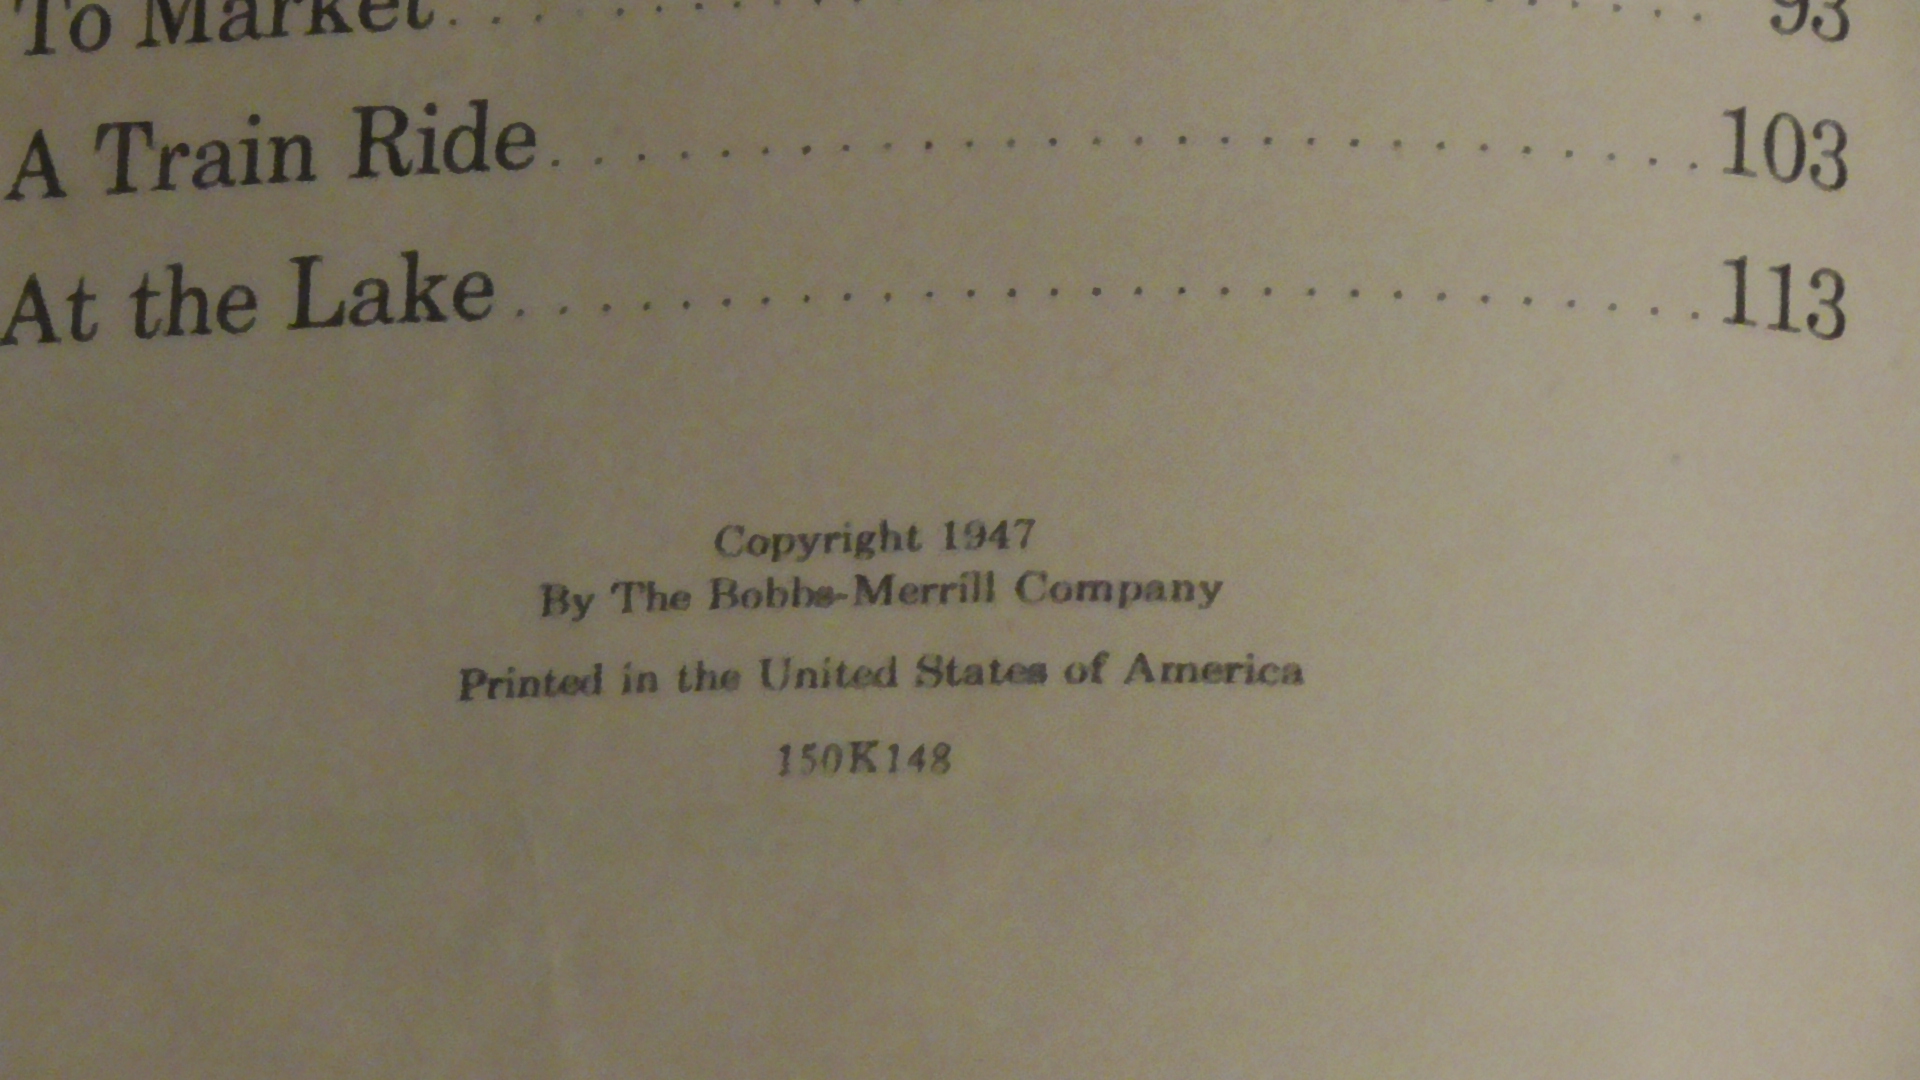 To Market. . . . . . . . . . . . . . . . . . . . . . . . . . . . . . 93
A Train Ride. . . . . . . . . . . . . . . . . . . . . . . . . . . . 103
At the Lake. . . . . . . . . . . . . . . . . . . . . . . . . . . . . 113
Copyright 1947
By The Bobbs-Merrill Company
Printed in the United States of America
150K148